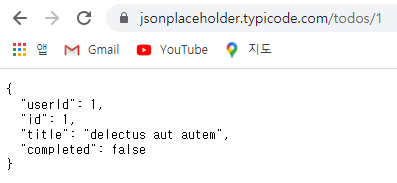 jsonplaceholder.typicode.com/todos/1
앱 Gmail YouTube 지도
{
  "userId": 1,
  "id": 1,
  "title": "delectus aut autem",
  "completed": false
}